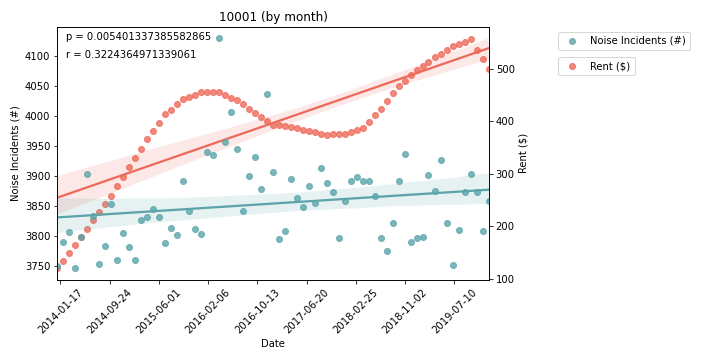 10001 (by month)
p = 0.005401337385582865
r = 0.3224364971339061
Noise Incidents (#)
Rent ($)
4100
4050
4000
3950
3900
3850
3800
3750
Noise Incidents (#)
500
400
300
200
100
Rent ($)
2014-01-17
2014-09-24
2015-06-01
2016-02-06
2016-10-13
2017-06-20
2018-02-25
2018-11-02
2019-07-10
Date